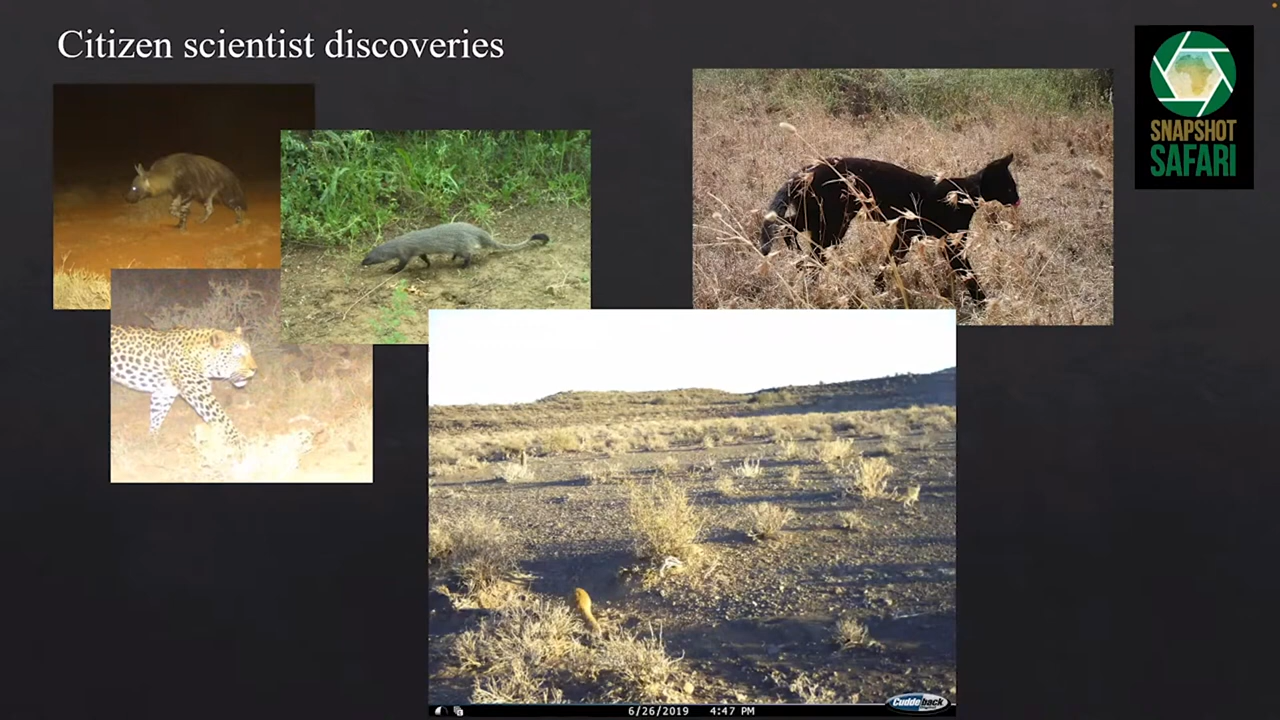 Citizen scientist discoveries
SNAPSHOT
SAFARI
6/26/2019 4:47 PM
Cuddeback